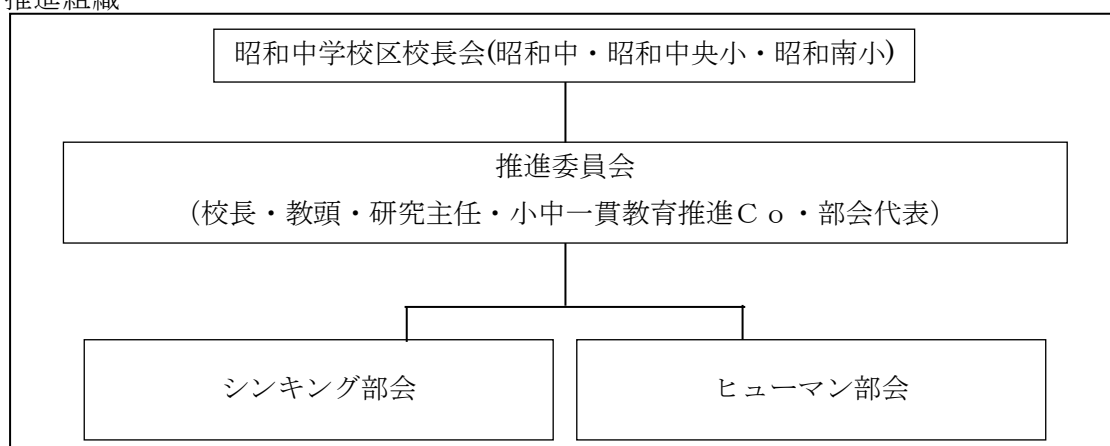 推進組織
昭和中学校区校長会(昭和中・昭和中央小・昭和南小)
推進委員会
（校長・教頭・研究主任・小中一貫教育推進Ｃｏ・部会代表）
シンキング部会
ヒューマン部会